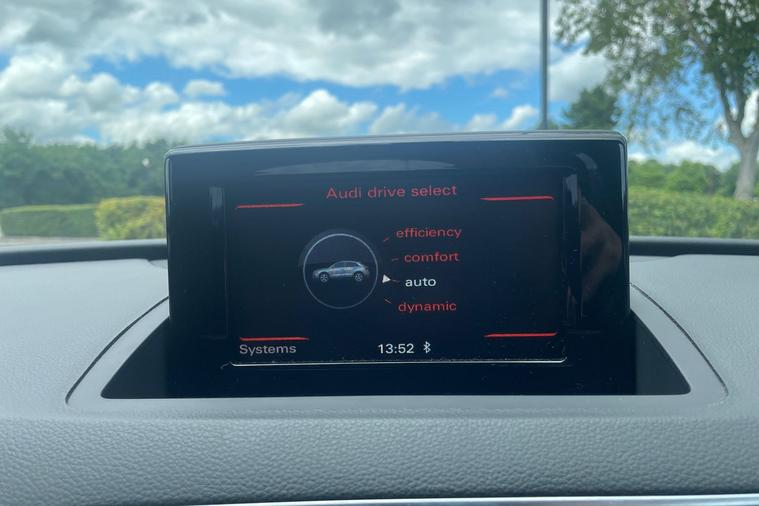 Audi drive select
efficiency
comfort
auto
dynamic
Systems
13:52